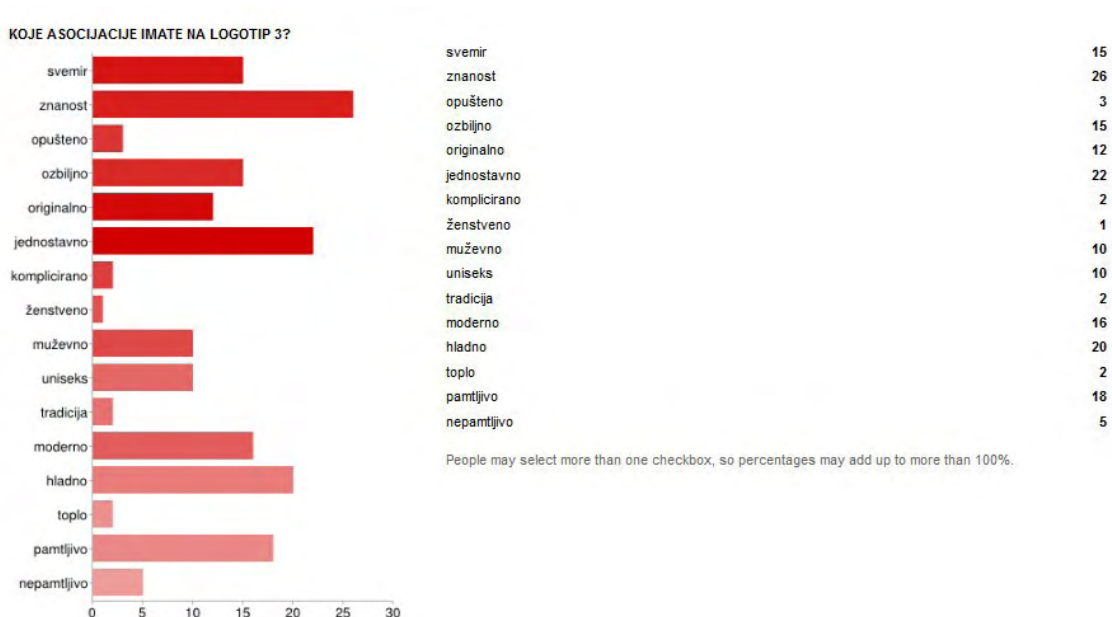 KOJE ASOCIJACIJE IMATE NA LOGOTIP 3?
svemir
znanost
opušteno
ozbiljno
originalno
jednostavno
komplicirano
ženstveno
muževno
uniseks
tradicija
moderno
hladno
toplo
pamtljivo
nepamtljivo
0 5 10 15 20 25 30
svemir 15
znanost 26
opušteno 3
ozbiljno 15
originalno 12
jednostavno 22
komplicirano 2
ženstveno 1
muževno 10
uniseks 10
tradicija 2
moderno 16
hladno 20
toplo 2
pamtljivo 18
nepamtljivo 5
People may select more than one checkbox, so percentages may add up to more than 100%.